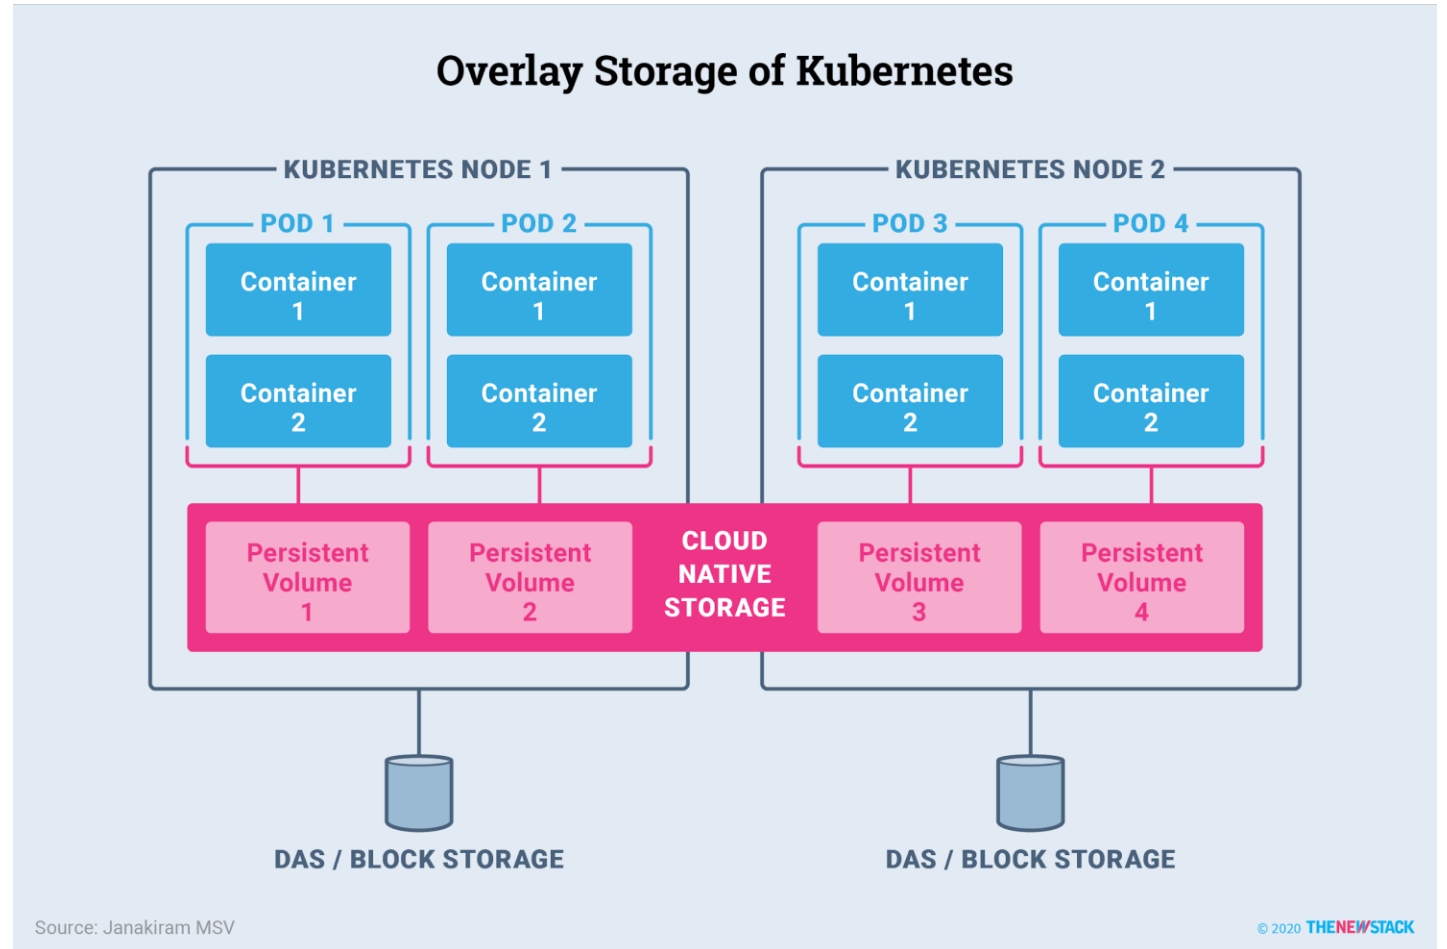 Overlay Storage of Kubernetes
KUBERNETES NODE 1
KUBERNETES NODE 2
POD 1
POD 2
POD 3
POD 4
Container
1
Container
1
Container
1
Container
1
Container
2
Container
2
Container
2
Container
2
Persistent
Volume
1
Persistent
Volume
2
CLOUD
NATIVE
STORAGE
Persistent
Volume
3
Persistent
Volume
4
DAS / BLOCK STORAGE
DAS / BLOCK STORAGE
Source: Janakiram MSV
© 2020 THENEWSTACK